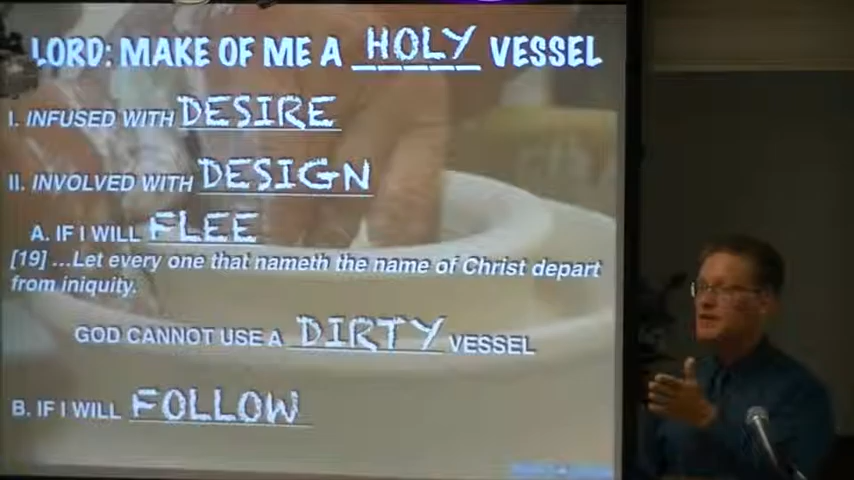 LORD: MAKE OF ME A HOLY VESSEL
I. INFUSED WITH DESIRE
II. INVOLVED WITH DESIGN
A. IF I WILL FLEE
[19] ...Let every one that nameth the name of Christ depart
from iniquity.
GOD CANNOT USE A DIRTY VESSEL
B. IF I WILL FOLLOW